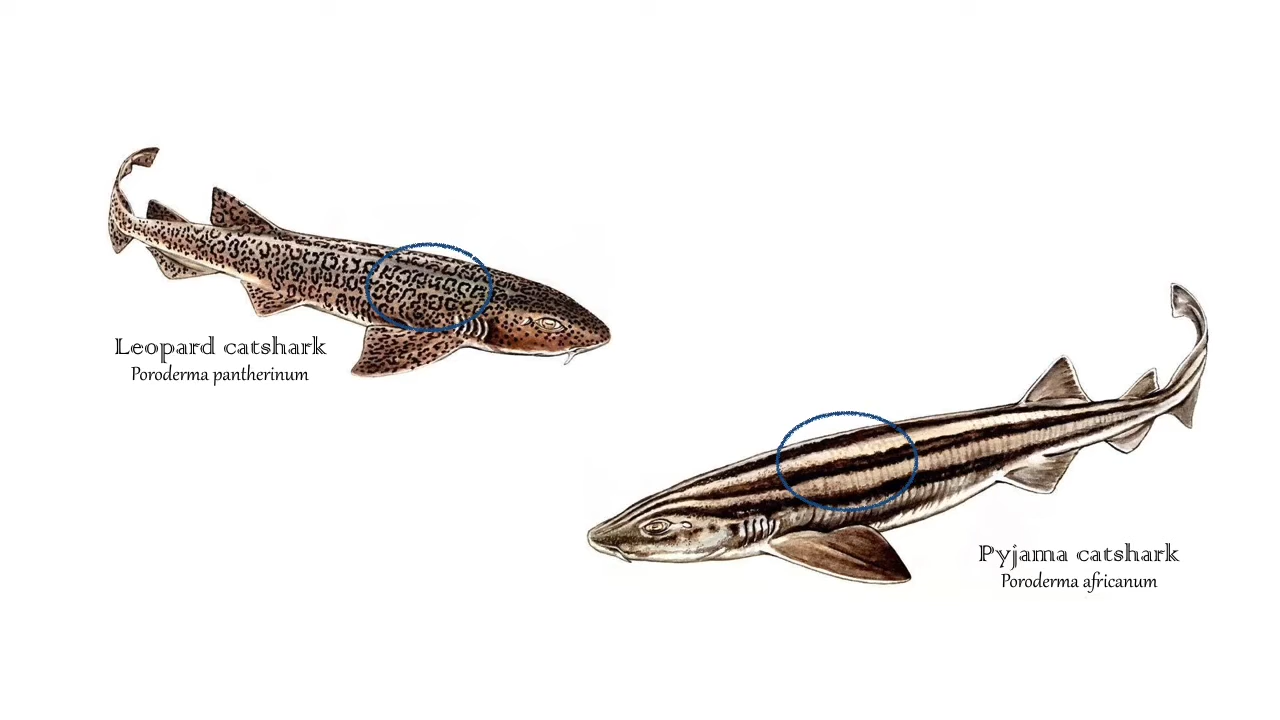 Leopard catshark
Poroderma pantherinum
Pyjama catshark
Poroderma africanum